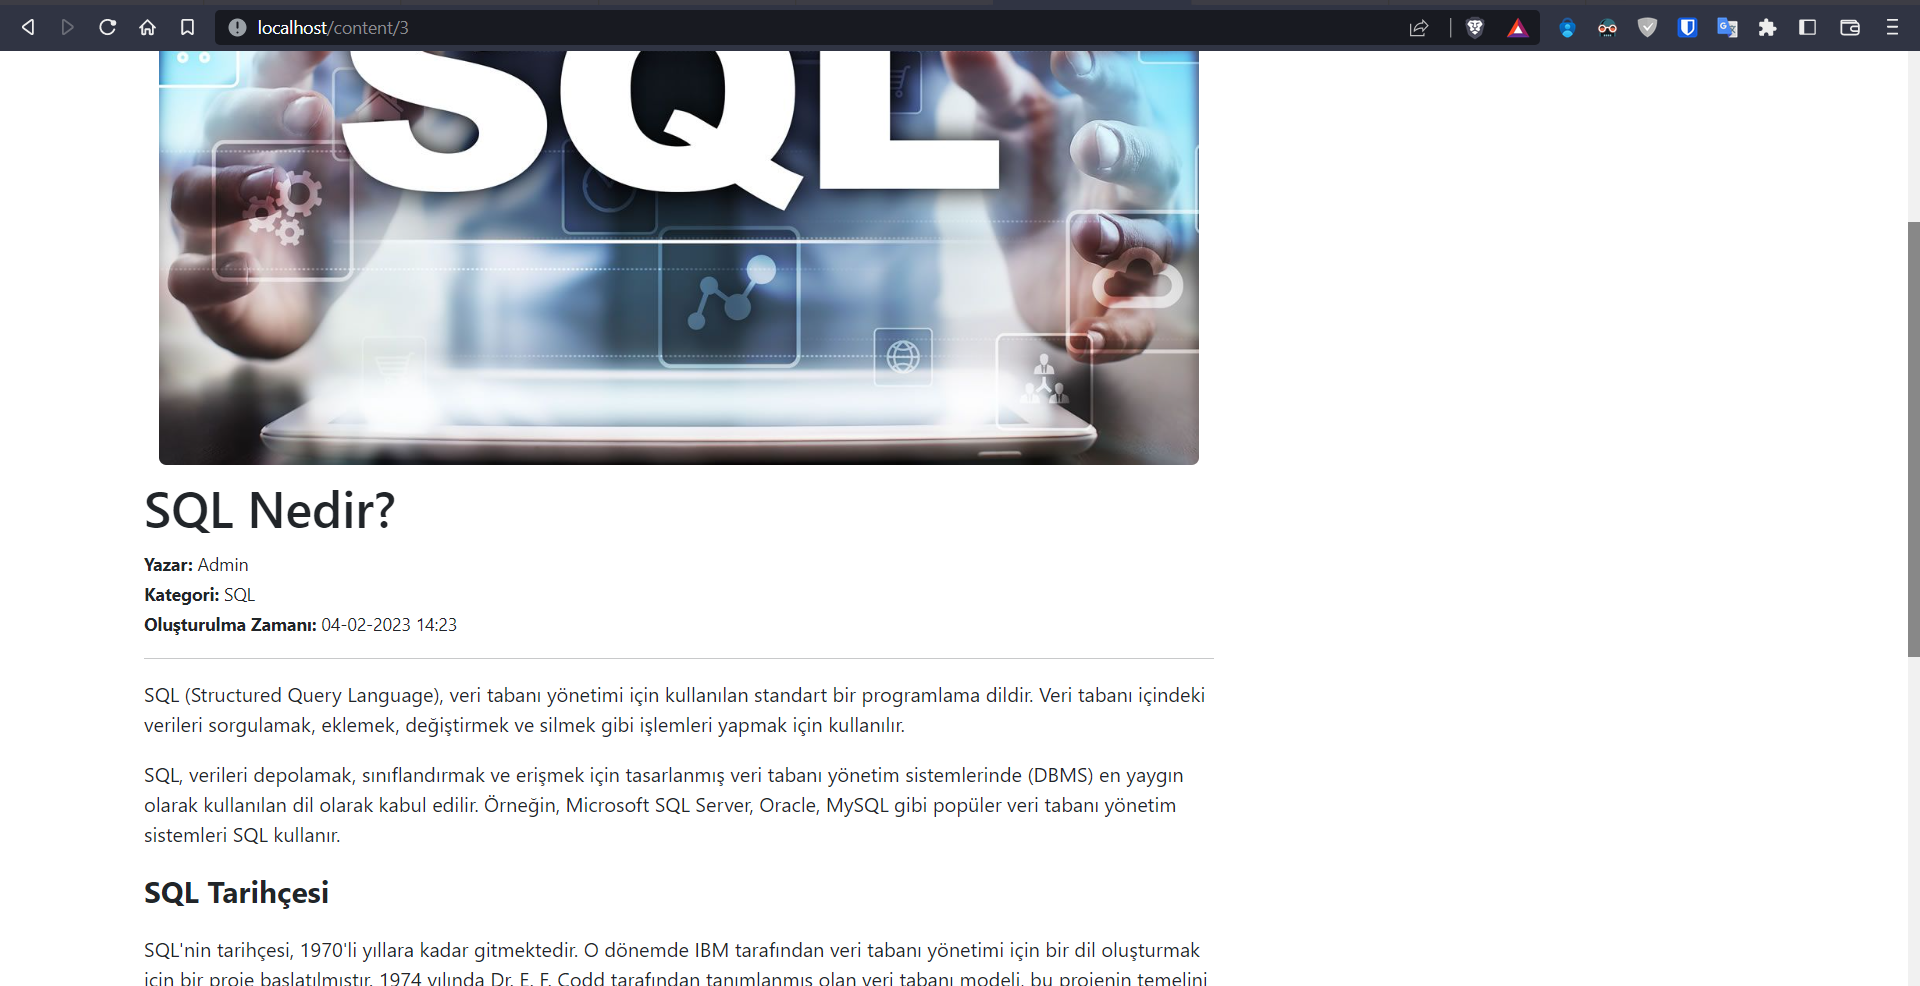 localhost/content/3
SQL
SQL Nedir?
Yazar: Admin
Kategori: SQL
Oluşturulma Zamanı: 04-02-2023 14:23
SQL (Structured Query Language), veri tabanı yönetimi için kullanılan standart bir programlama dildir. Veri tabanı içindeki
verileri sorgulamak, eklemek, değiştirmek ve silmek gibi işlemleri yapmak için kullanılır.
SQL, verileri depolamak, sınıflandırmak ve erişmek için tasarlanmış veri tabanı yönetim sistemlerinde (DBMS) en yaygın
olarak kullanılan dil olarak kabul edilir. Örneğin, Microsoft SQL Server, Oracle, MySQL gibi popüler veri tabanı yönetim
sistemleri SQL kullanır.
SQL Tarihçesi
SQL'nin tarihçesi, 1970'li yıllara kadar gitmektedir. O dönemde IBM tarafından veri tabanı yönetimi için bir dil oluşturmak
için bir proje başlatılmıştır. 1974 yılında Dr. E. F. Codd tarafından tanımlanmış olan veri tabanı modeli, bu projenin temelini